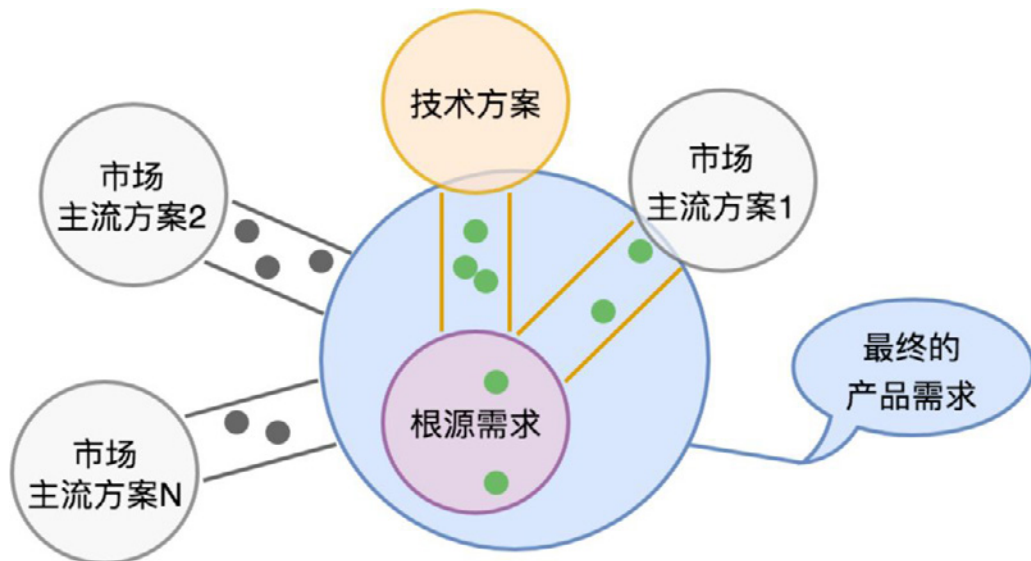 技术方案
市场
主流方案1
市场
主流方案2
最终的
产品需求
根源需求
市场
主流方案N